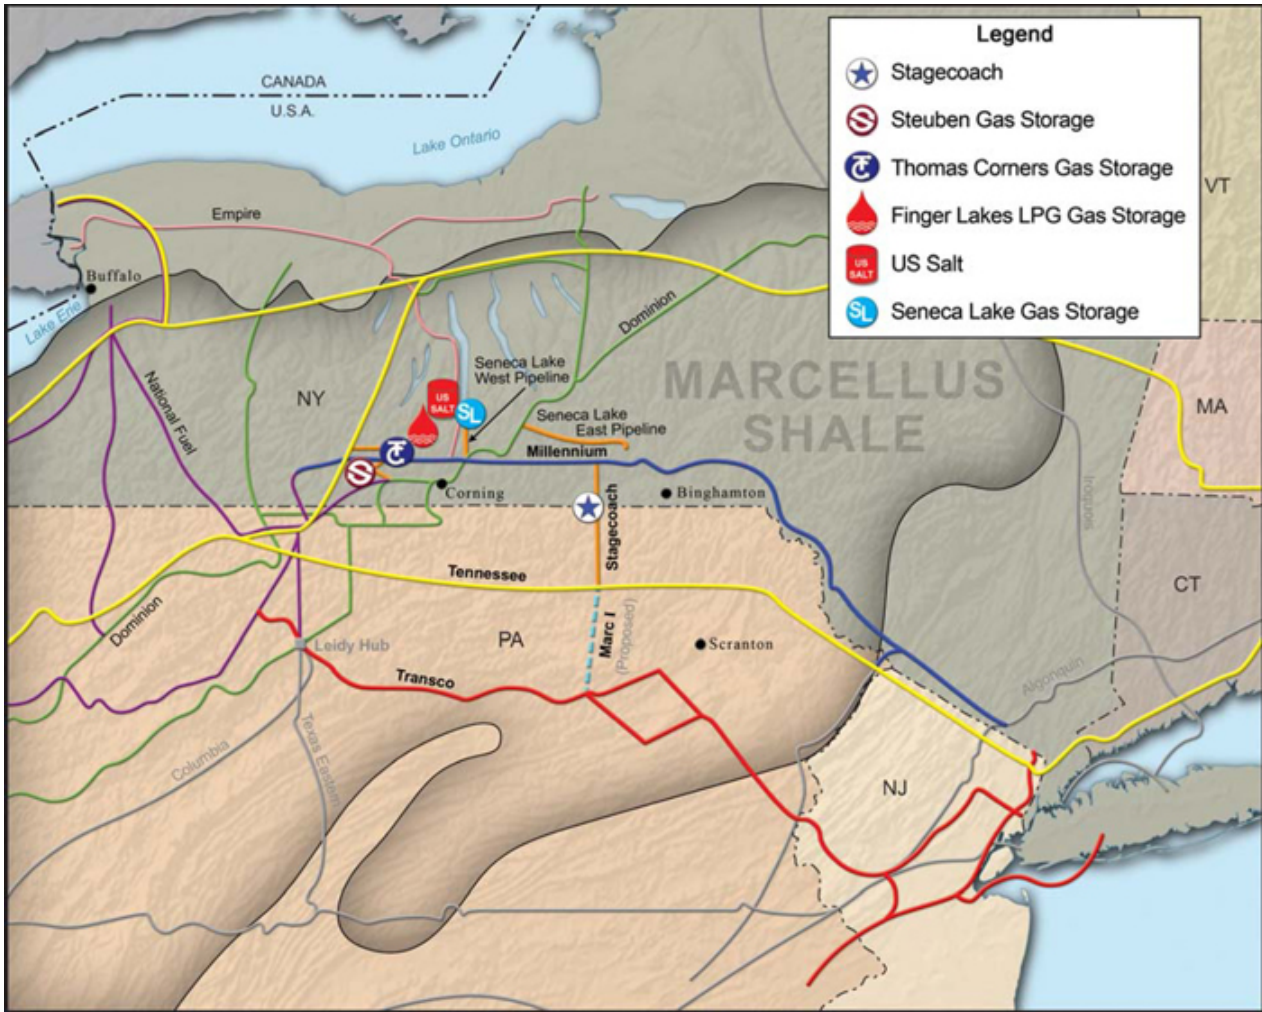 Legend
Stagecoach
Steuben Gas Storage
Thomas Corners Gas Storage
Finger Lakes LPG Gas Storage
US
SALT
US Salt
SL
Seneca Lake Gas Storage
CANADA
U.S.A.
Lake Ontario
VT
Empire
Buffalo
Lake Erie
Dominion
National Fuel
NY
Seneca Lake
West Pipeline
MARCELLUS
SHALE
US
SALT
SL
MA
Seneca Lake
East Pipeline
Millennium
Corning
Binghamton
Stagecoach
Iroquois
Tennessee
CT
Dominion
Marc I
(Proposed)
PA
Scranton
Leidy Hub
Transco
Algonquin
Columbia
Texas Eastern
NJ